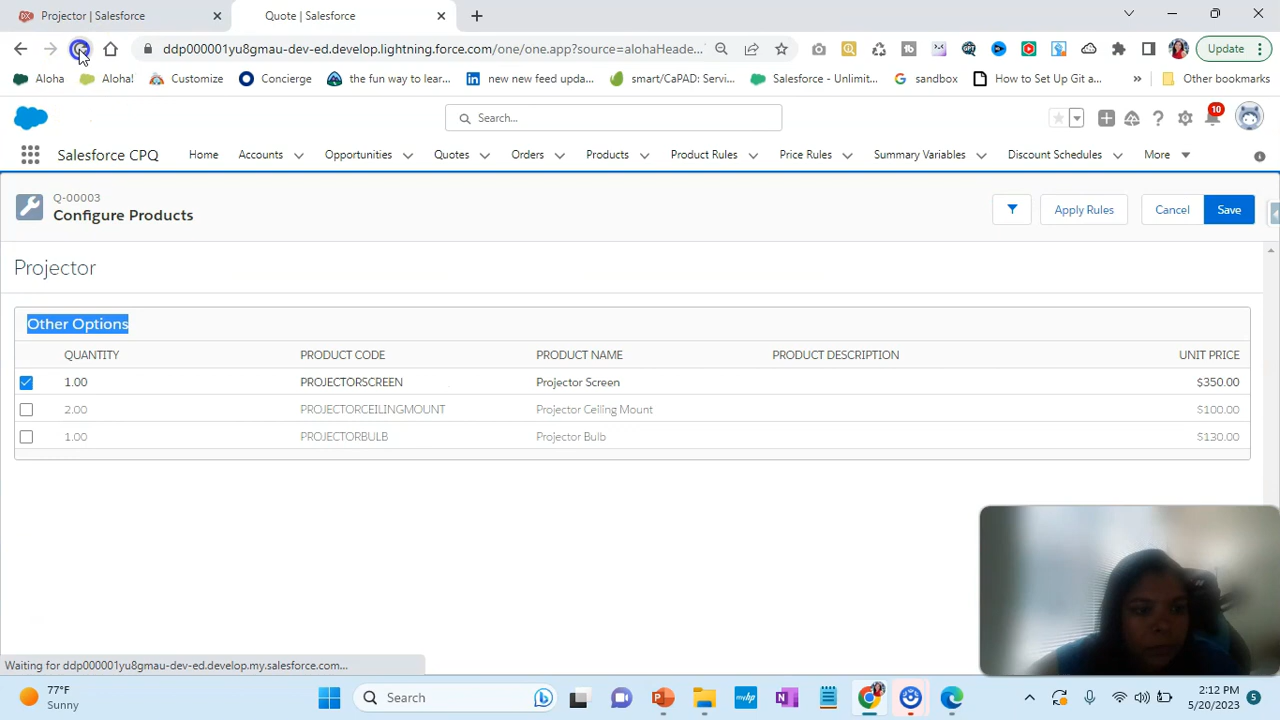 Projector | Salesforce
Quote | Salesforce
ddp000001yu8gmau-dev-ed.develop.lightning.force.com/one/one.app?source=alohaHeade...
Update
Aloha
Aloha!
Customize
Concierge
the fun way to lear...
new new feed upda...
smart/CaPAD: Servi...
Salesforce - Unlimit...
sandbox
How to Set Up Git a...
»
Other bookmarks
Search...
10
Salesforce CPQ
Home
Accounts
Opportunities
Quotes
Orders
Products
Product Rules
Price Rules
Summary Variables
Discount Schedules
More
Q-00003
Configure Products
Apply Rules
Cancel
Save
Projector
Other Options
QUANTITY PRODUCT CODE PRODUCT NAME PRODUCT DESCRIPTION UNIT PRICE
1.00 PROJECTORSCREEN Projector Screen $350.00
2.00 PROJECTORCEILINGMOUNT Projector Ceiling Mount $100.00
1.00 PROJECTORBULB Projector Bulb $130.00
Waiting for ddp000001yu8gmau-dev-ed.develop.my.salesforce.com...
77°F
Sunny
Search
2:12 PM
5/20/2023
5